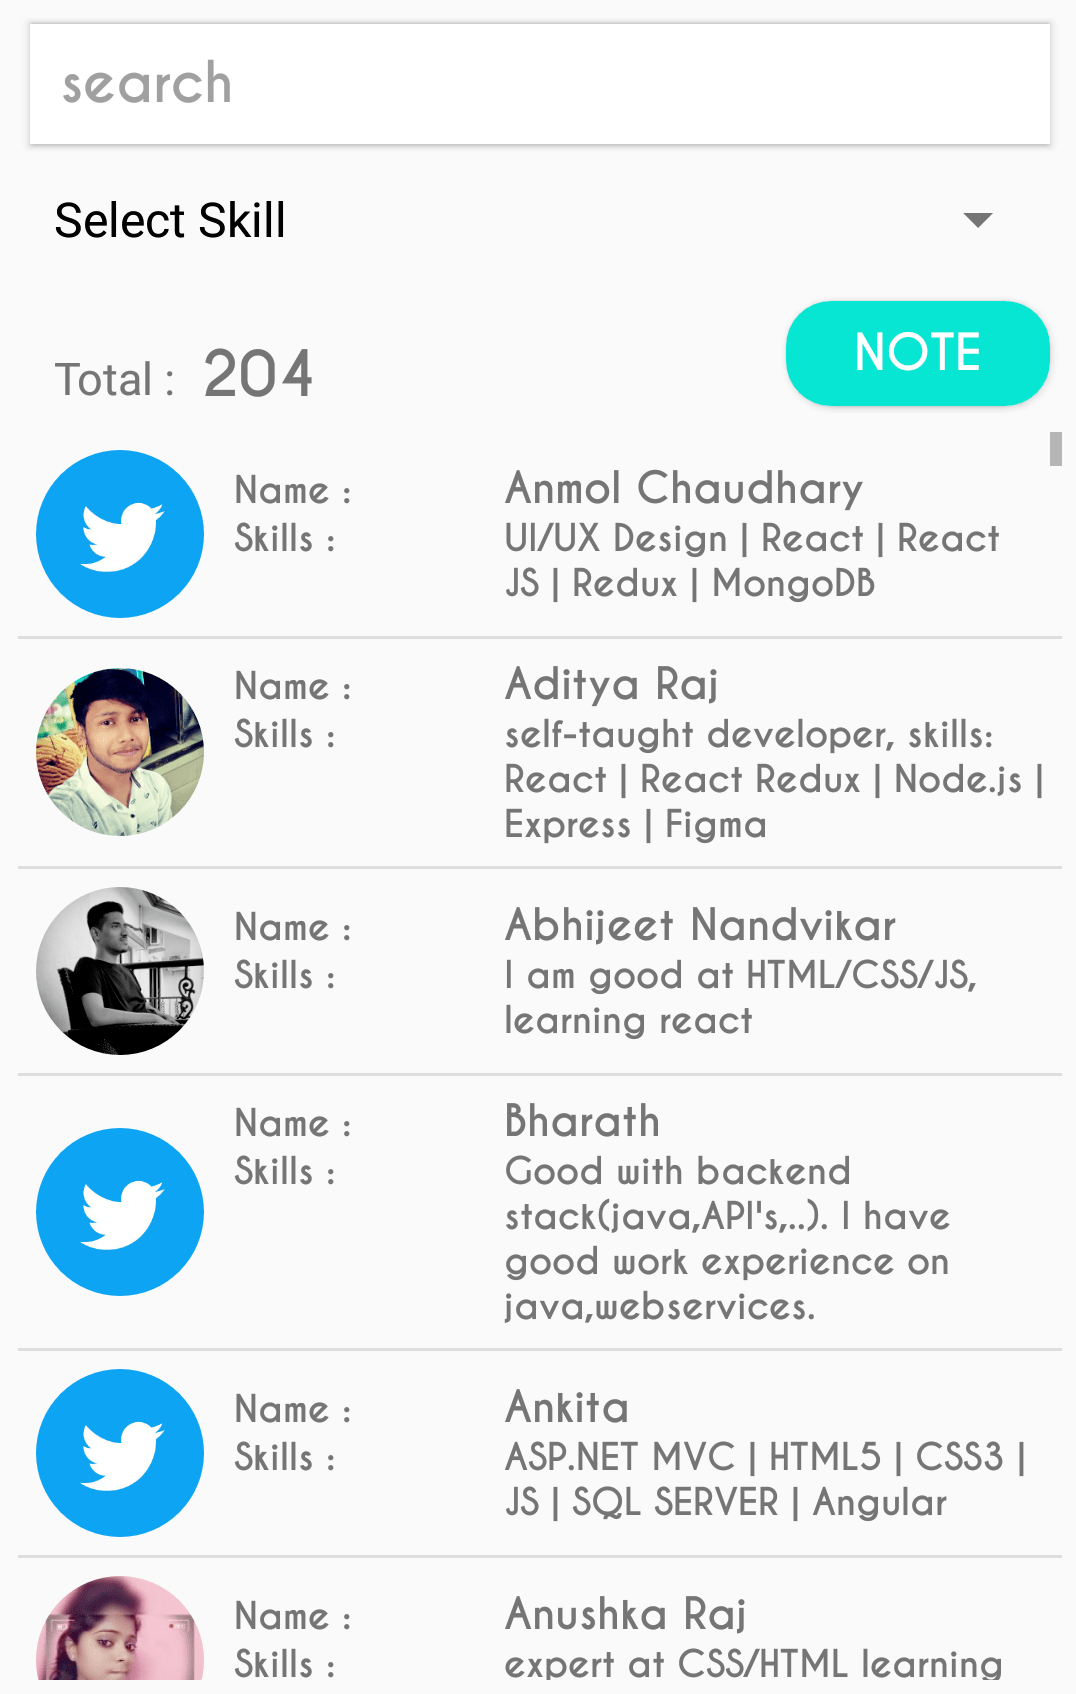 search
Select Skill
NOTE
Total : 204
Name : Anmol Chaudhary
Skills : UI/UX Design | React | React
JS | Redux | MongoDB
Name : Aditya Raj
Skills : self-taught developer, skills:
React | React Redux | Node.js |
Express | Figma
Name : Abhijeet Nandvikar
Skills : I am good at HTML/CSS/JS,
learning react
Name : Bharath
Skills : Good with backend
stack(java,API's,..). I have
good work experience on
java,webservices.
Name : Ankita
Skills : ASP.NET MVC | HTML5 | CSS3 |
JS | SQL SERVER | Angular
Name : Anushka Raj
Skills : expert at CSS/HTML learning